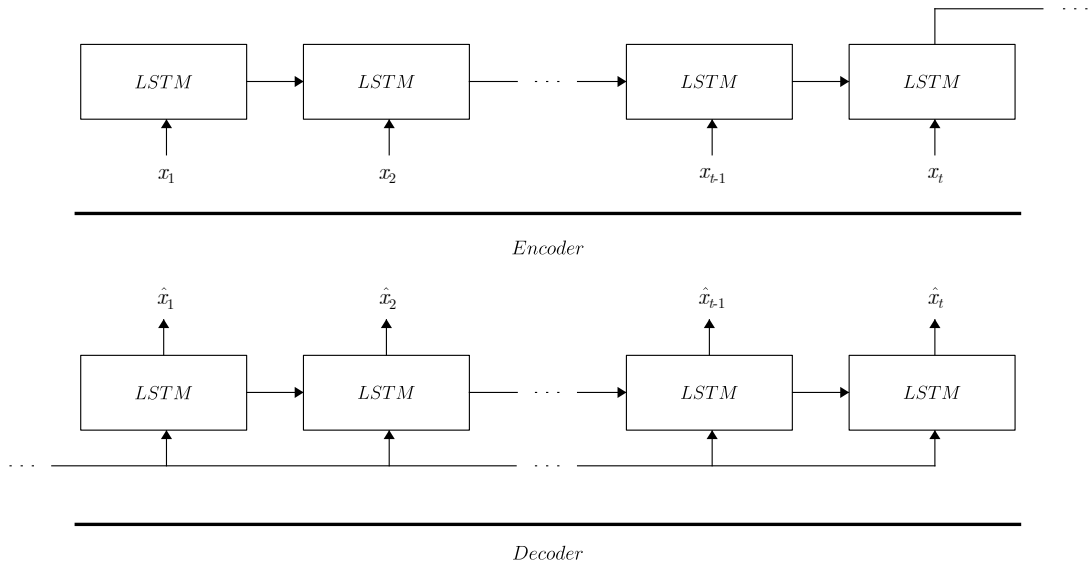 . . .
LSTM LSTM . . . LSTM LSTM
x₁ x₂ xₜ₋₁ xₜ
Encoder
x̂₁ x̂₂ x̂ₜ₋₁ x̂ₜ
LSTM LSTM . . . LSTM LSTM
. . . . . .
Decoder